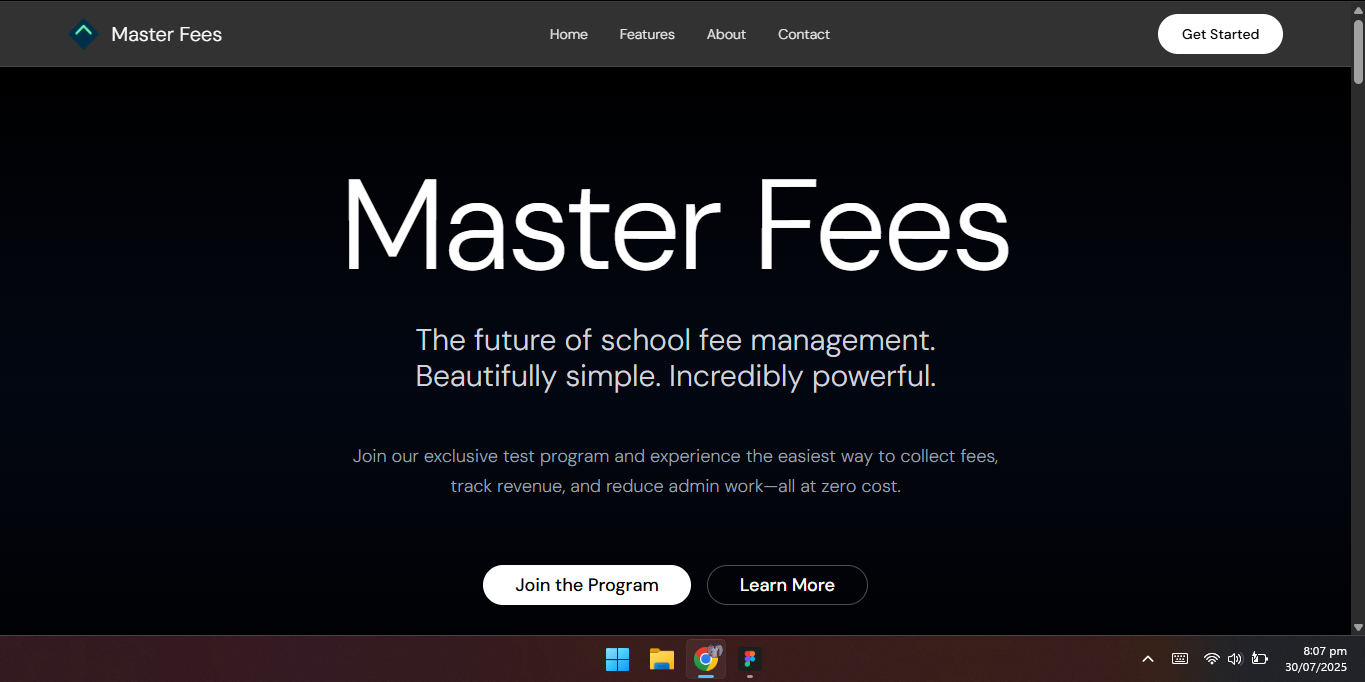 Master Fees
Home
Features
About
Contact
Get Started
Master Fees
The future of school fee management.
Beautifully simple. Incredibly powerful.
Join our exclusive test program and experience the easiest way to collect fees,
track revenue, and reduce admin work—all at zero cost.
Join the Program
Learn More
8:07 pm
30/07/2025